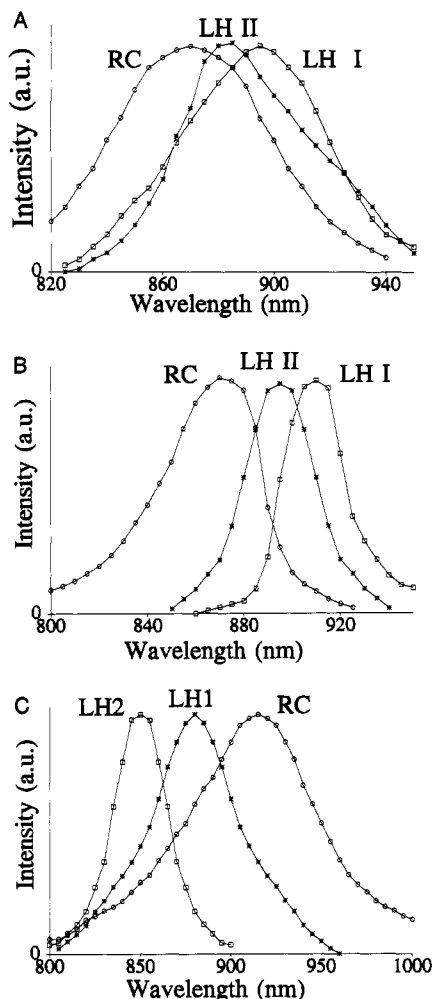 A
LH II
RC
LH I
Intensity (a.u.)
0
820 860 900 940
Wavelength (nm)
B
LH II
RC
LH I
Intensity (a.u.)
0
800 840 880 920
Wavelength (nm)
C
LH2
LH1
RC
Intensity (a.u.)
0
800 850 900 950 1000
Wavelength (nm)